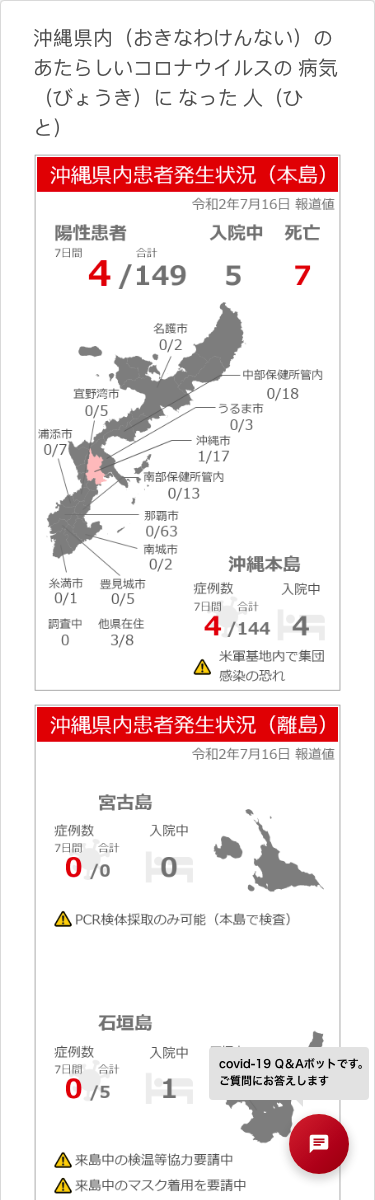 沖縄県内（おきなわけんない）の
あたらしいコロナウイルスの 病気
（びょうき）に なった 人（ひ
と）
沖縄県内患者発生状況（本島）
令和2年7月16日 報道値
陽性患者 入院中 死亡
7日間 合計
4 /149 5 7
名護市
0/2
中部保健所管内
0/18
宜野湾市
0/5
うるま市
0/3
浦添市
0/7
沖縄市
1/17
南部保健所管内
0/13
那覇市
0/63
南城市
0/2
糸満市 豊見城市
0/1 0/5
調査中 他県在住
0 3/8
沖縄本島
症例数 入院中
7日間 合計
4 /144 4
米軍基地内で集団
感染の恐れ
沖縄県内患者発生状況（離島）
令和2年7月16日 報道値
宮古島
症例数 入院中
7日間 合計
0 /0 0
PCR検体採取のみ可能（本島で検査）
石垣島
症例数 入院中
7日間 合計
0 /5 1
covid-19 Q&Aボットです。
ご質問にお答えします
来島中の検温等協力要請中
来島中のマスク着用を要請中